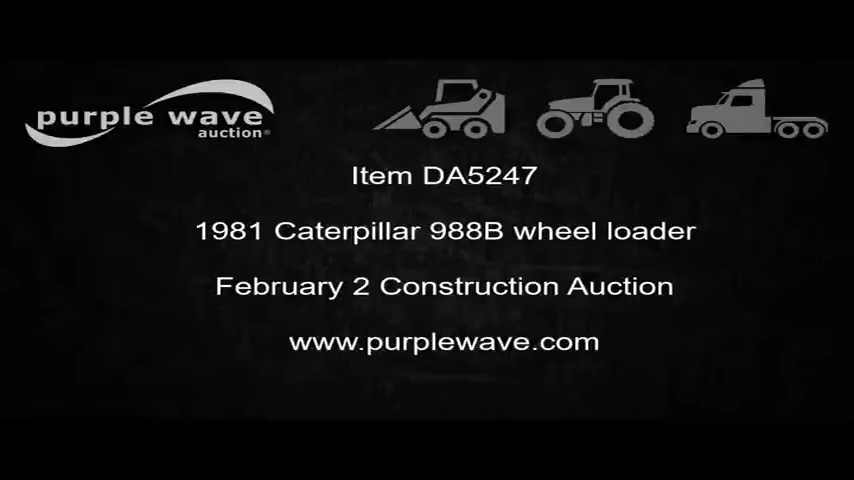 purple wave
auction®
Item DA5247
1981 Caterpillar 988B wheel loader
February 2 Construction Auction
www.purplewave.com